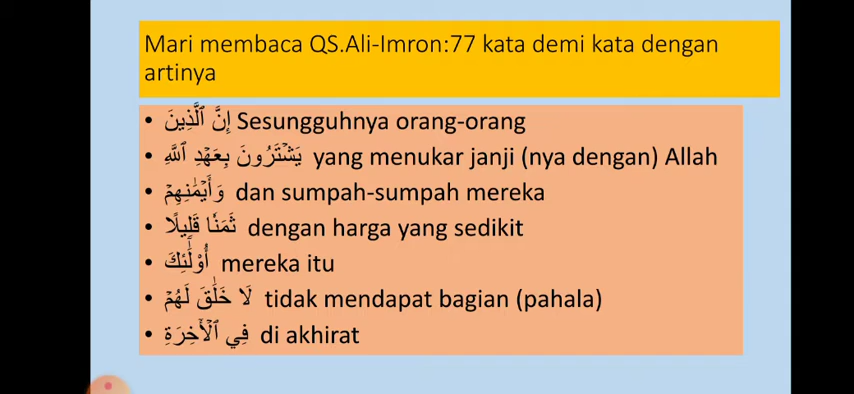 Mari membaca QS.Ali-Imron:77 kata demi kata dengan
artinya
• إِنَّ ٱلَّذِينَ Sesungguhnya orang-orang
• يَشۡتَرُونَ بِعَهۡدِ ٱللَّهِ yang menukar janji (nya dengan) Allah
• وَأَيۡمَٰنِهِمۡ dan sumpah-sumpah mereka
• ثَمَنٗا قَلِيلًا dengan harga yang sedikit
• أُوْلَٰٓئِكَ mereka itu
• لَا خَلَٰقَ لَهُمۡ tidak mendapat bagian (pahala)
• فِي ٱلۡأٓخِرَةِ di akhirat